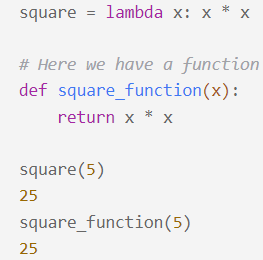 square = lambda x: x * x
# Here we have a function
def square_function(x):
    return x * x
square(5)
25
square_function(5)
25